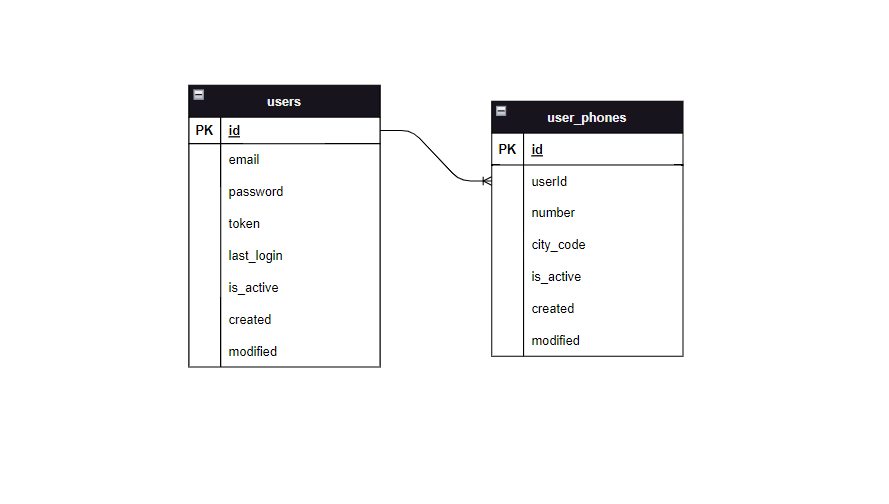 users
PK id
email
password
token
last_login
is_active
created
modified
user_phones
PK id
userId
number
city_code
is_active
created
modified